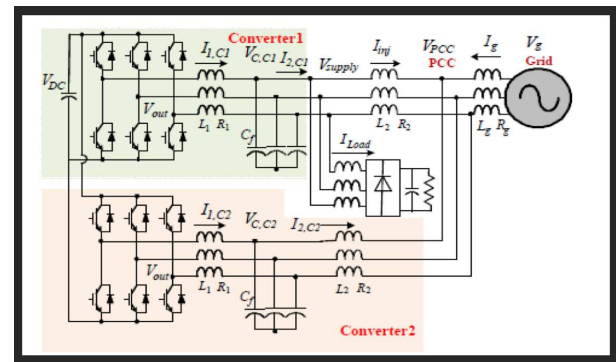 Converter1
I1,C1 VC,C1 I2,C1 Vsupply Iinj VPCC Ig Vg
PCC Grid
VDC
Vout
L1 R1 L2 R2 Lg Rg
Cf
ILoad
I1,C2 VC,C2 I2,C2
Vout
L1 R1 L2 R2
Cf
Converter2